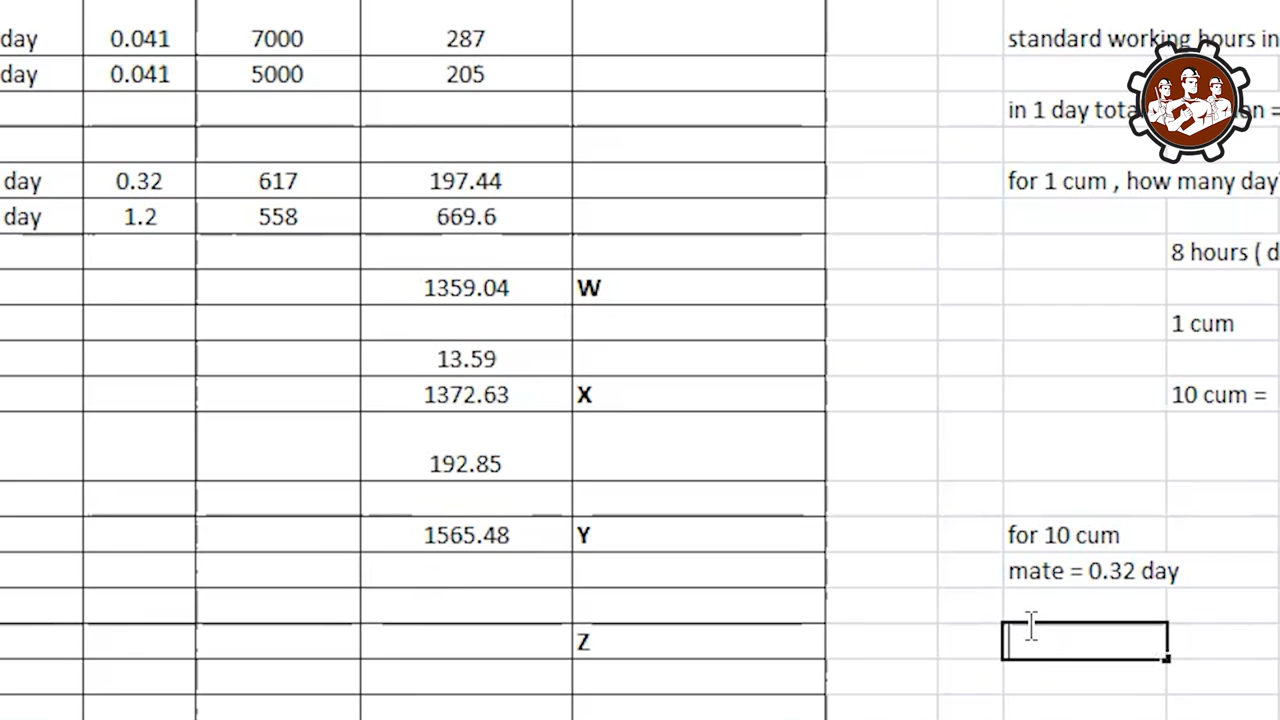 day 0.041 7000 287 standard working hours in
day 0.041 5000 205
in 1 day =
day 0.32 617 197.44 for 1 cum , how many day
day 1.2 558 669.6
8 hours ( d
1359.04 W
1 cum
13.59
1372.63 X 10 cum =
192.85
1565.48 Y for 10 cum
mate = 0.32 day
Z